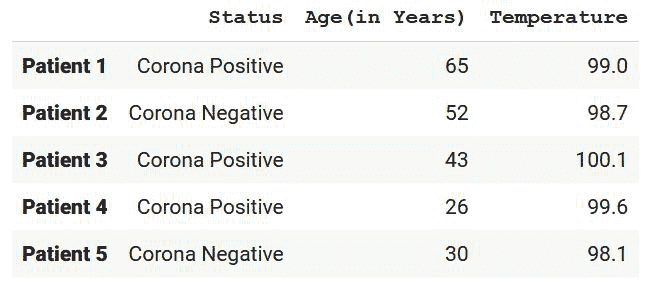 Status Age(in Years) Temperature
Patient 1 Corona Positive 65 99.0
Patient 2 Corona Negative 52 98.7
Patient 3 Corona Positive 43 100.1
Patient 4 Corona Positive 26 99.6
Patient 5 Corona Negative 30 98.1